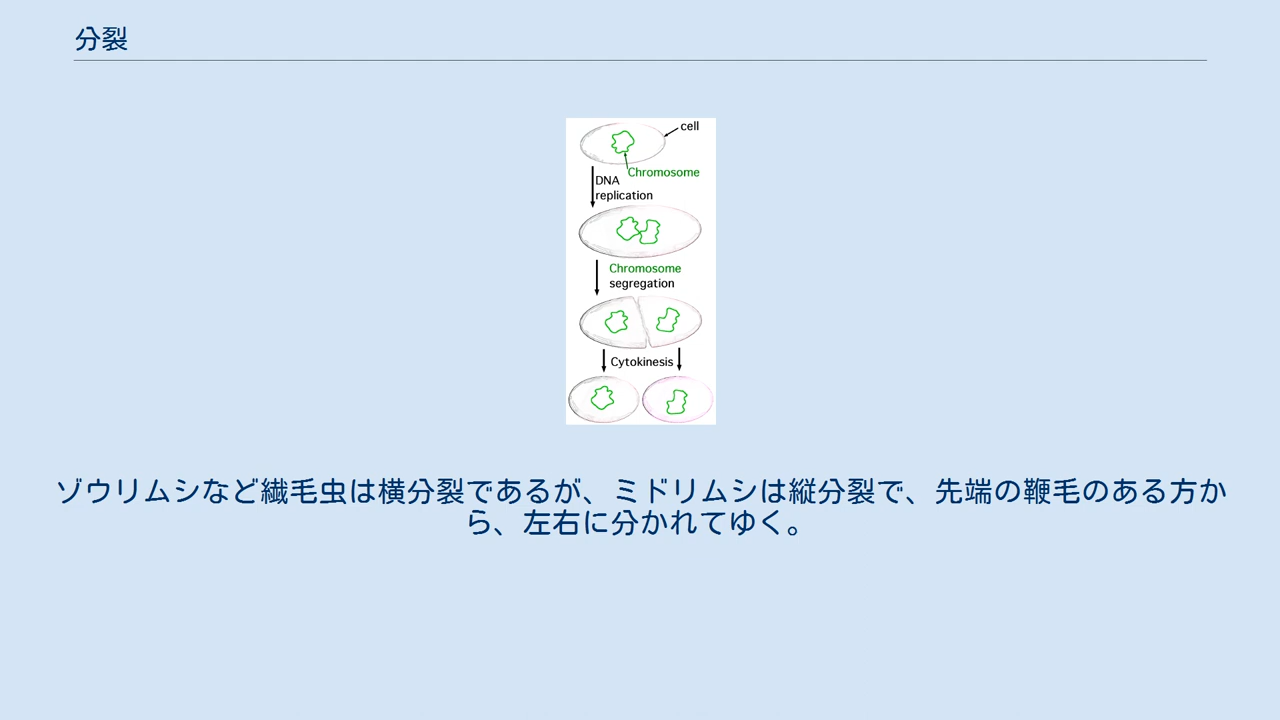 分裂
cell
Chromosome
DNA
replication
Chromosome
segregation
Cytokinesis
ゾウリムシなど繊毛虫は横分裂であるが、ミドリムシは縦分裂で、先端の鞭毛のある方か
ら、左右に分かれてゆく。